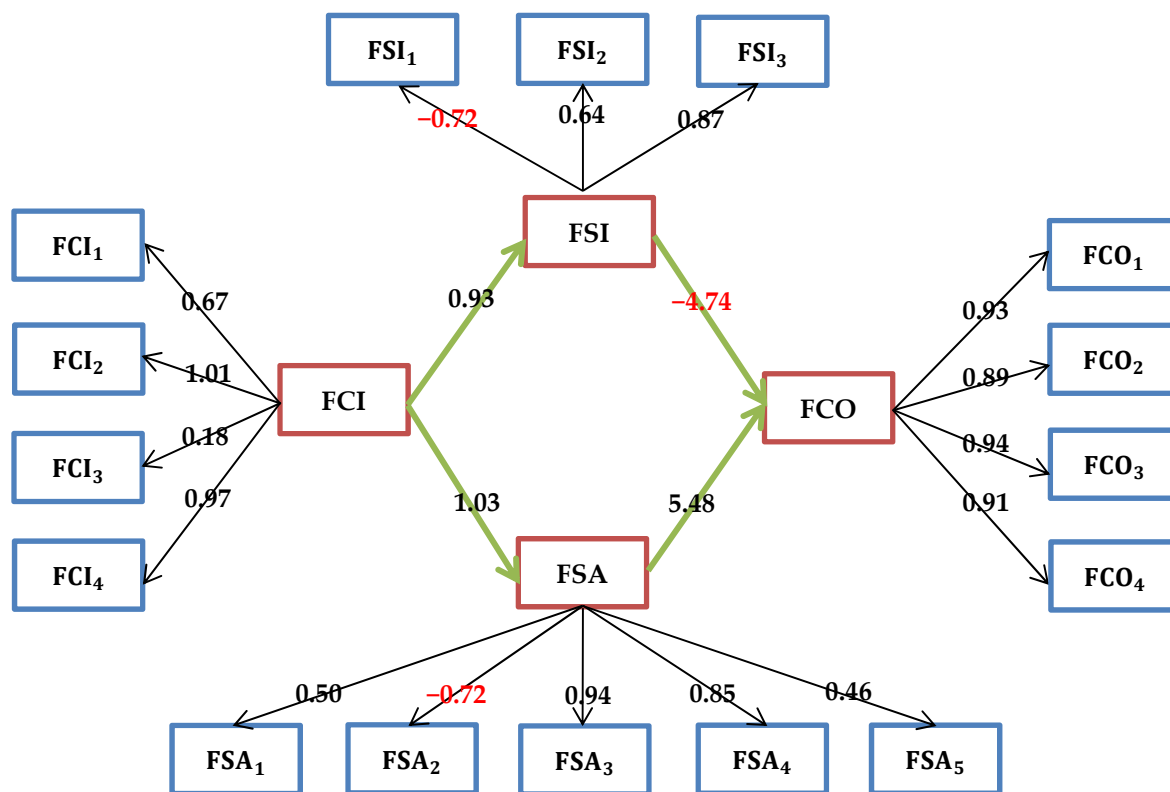 FSI₁
FSI₂
FSI₃
−0.72
0.64
0.87
FCI₁
FSI
FCO₁
0.67
0.93
−4.74
0.93
FCI₂
1.01
FCI
FCO
0.89
FCO₂
FCI₃
0.18
0.94
FCO₃
0.97
1.03
5.48
0.91
FCI₄
FSA
FCO₄
0.50
−0.72
0.94
0.85
0.46
FSA₁
FSA₂
FSA₃
FSA₄
FSA₅